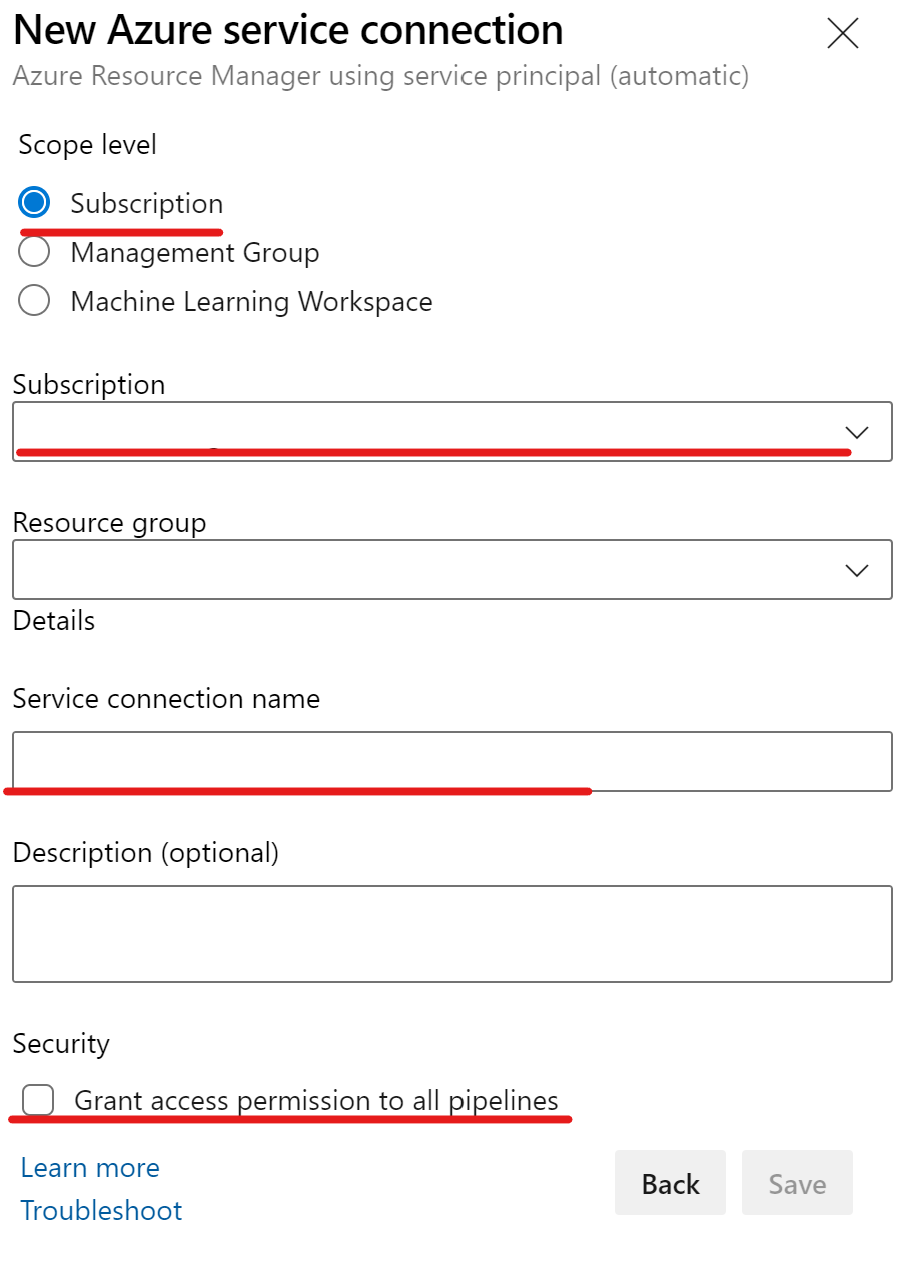 New Azure service connection
Azure Resource Manager using service principal (automatic)
Scope level
Subscription
Management Group
Machine Learning Workspace
Subscription
Resource group
Details
Service connection name
Description (optional)
Security
Grant access permission to all pipelines
Learn more
Troubleshoot
Back
Save